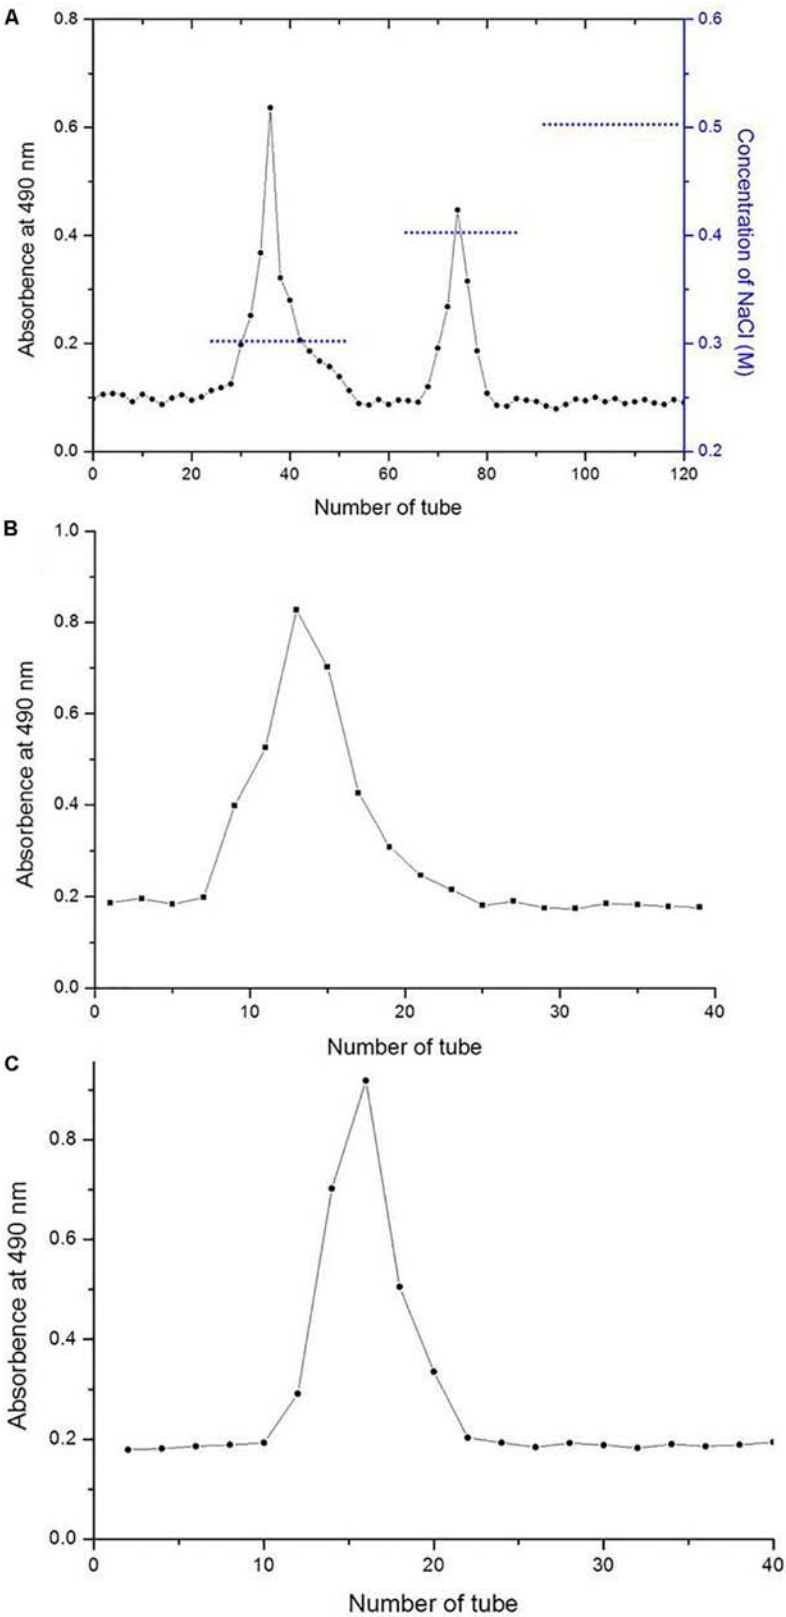 A
Absorbence at 490 nm
0.8
0.6
0.4
0.2
0.0
0 20 40 60 80 100 120
Number of tube
0.6
0.5
0.4
0.3
0.2
Concentration of NaCl (M)
B
Absorbence at 490 nm
1.0
0.8
0.6
0.4
0.2
0.0
0 10 20 30 40
Number of tube
C
Absorbence at 490 nm
0.8
0.6
0.4
0.2
0.0
0 10 20 30 40
Number of tube